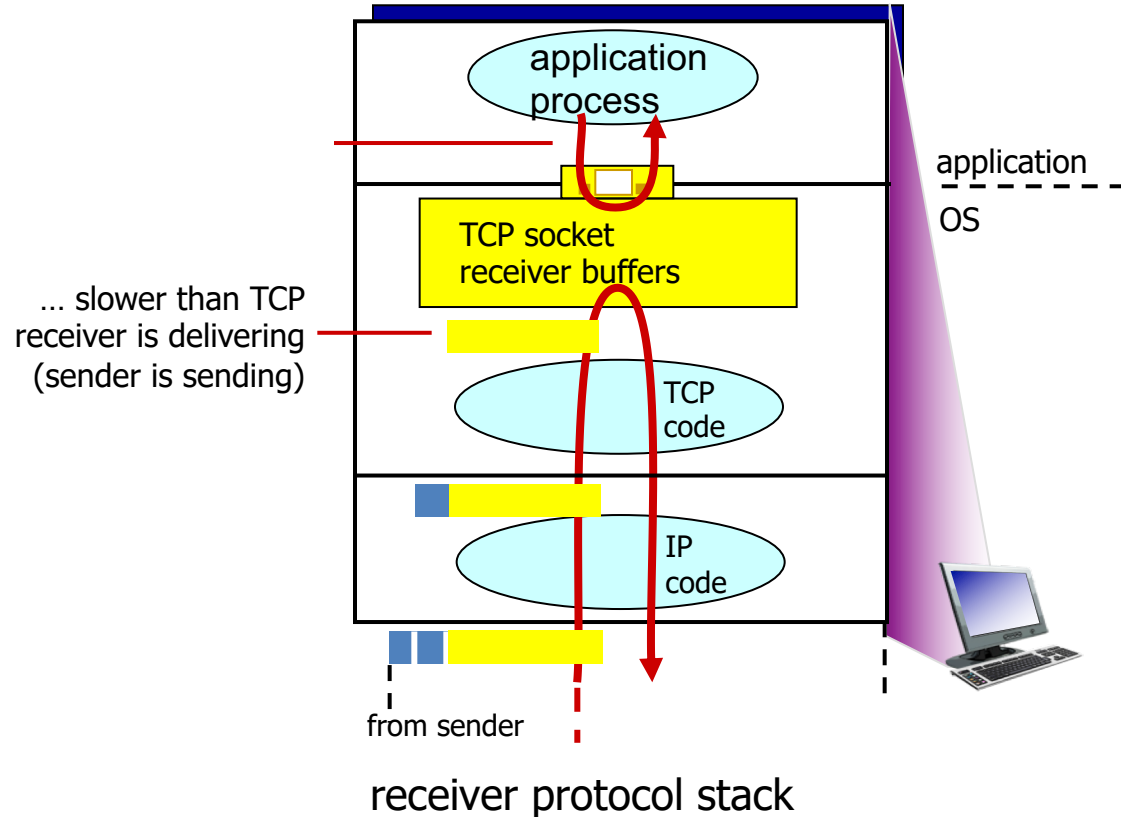 application
process
application
OS
TCP socket
receiver buffers
... slower than TCP
receiver is delivering
(sender is sending)
TCP
code
IP
code
from sender
receiver protocol stack